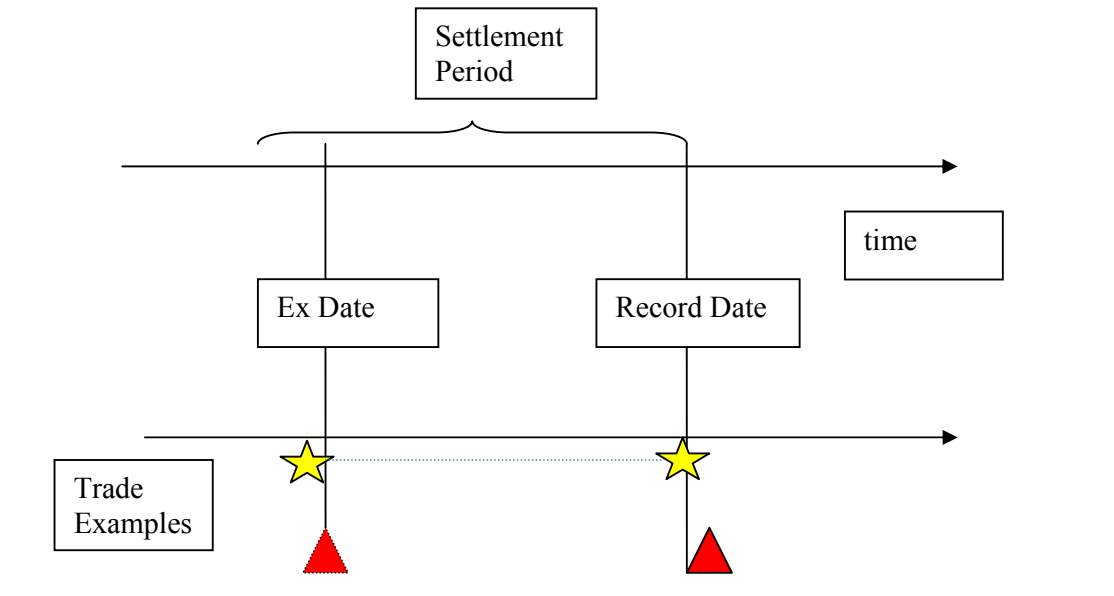 Settlement
Period
time
Ex Date
Record Date
Trade
Examples